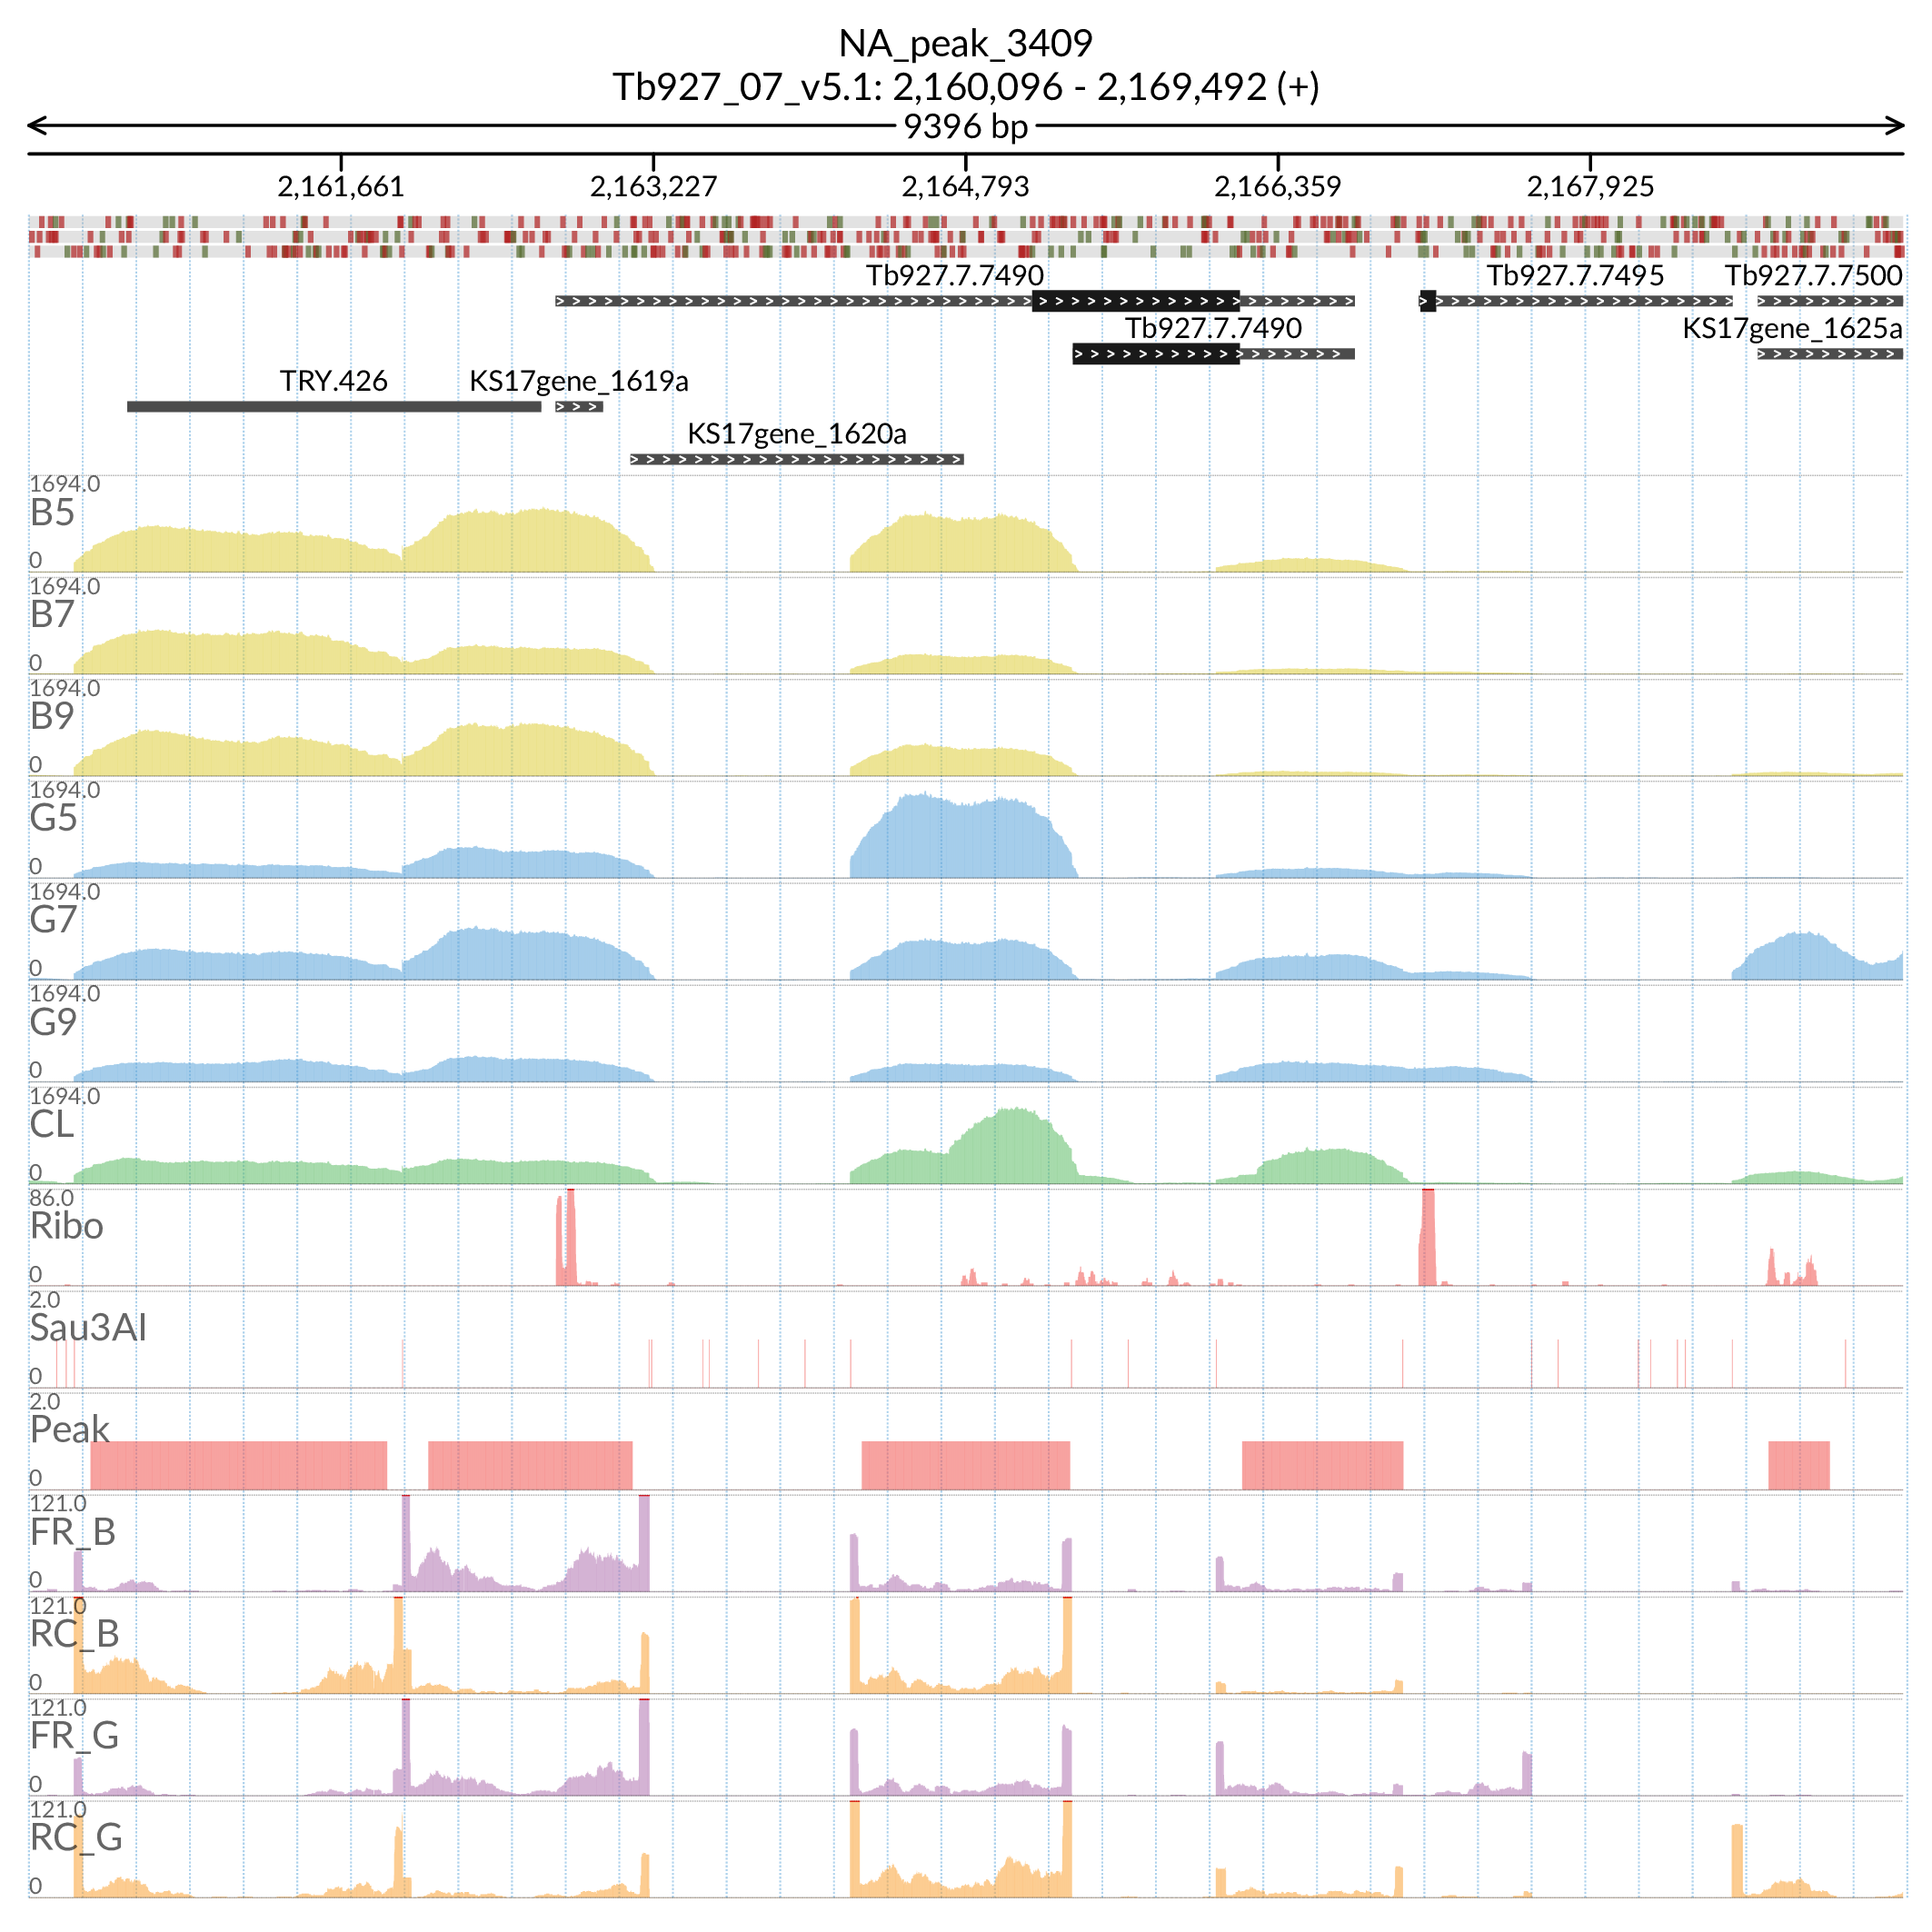 NA_peak_3409
Tb927_07_v5.1: 2,160,096 - 2,169,492 (+)
9396 bp
2,161,661 2,163,227 2,164,793 2,166,359 2,167,925
Tb927.7.7490 Tb927.7.7495 Tb927.7.7500
Tb927.7.7490 KS17gene_1625a
TRY.426 KS17gene_1619a
KS17gene_1620a
1694.0
B5
0
1694.0
B7
0
1694.0
B9
0
1694.0
G5
0
1694.0
G7
0
1694.0
G9
0
1694.0
CL
0
86.0
Ribo
0
2.0
Sau3AI
0
2.0
Peak
0
121.0
FR_B
0
121.0
RC_B
0
121.0
FR_G
0
121.0
RC_G
0